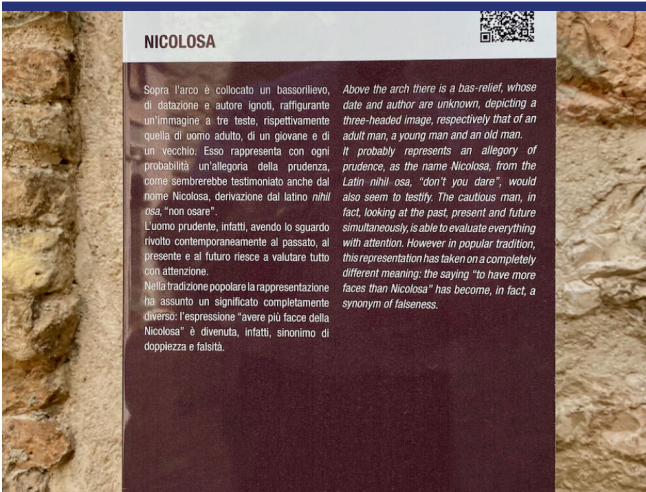 NICOLOSA
Sopra l'arco è collocato un bassorilievo,
di datazione e autore ignoti, raffigurante
un'immagine a tre teste, rispettivamente
quella di uomo adulto, di un giovane e di
un vecchio. Esso rappresenta con ogni
probabilità un'allegoria della prudenza,
come sembrerebbe testimoniato anche dal
nome Nicolosa, derivazione dal latino nihil
osa, “non osare”.
L'uomo prudente, infatti, avendo lo sguardo
rivolto contemporaneamente al passato, al
presente e al futuro riesce a valutare tutto
con attenzione.
Nella tradizione popolare la rappresentazione
ha assunto un significato completamente
diverso: l'espressione “avere più facce della
Nicolosa” è divenuta, infatti, sinonimo di
doppiezza e falsità.
Above the arch there is a bas-relief, whose
date and author are unknown, depicting a
three-headed image, respectively that of an
adult man, a young man and an old man.
It probably represents an allegory of
prudence, as the name Nicolosa, from the
Latin nihil osa, “don't you dare”, would
also seem to testify. The cautious man, in
fact, looking at the past, present and future
simultaneously, is able to evaluate everything
with attention. However in popular tradition,
this representation has taken on a completely
different meaning: the saying “to have more
faces than Nicolosa” has become, in fact, a
synonym of falseness.